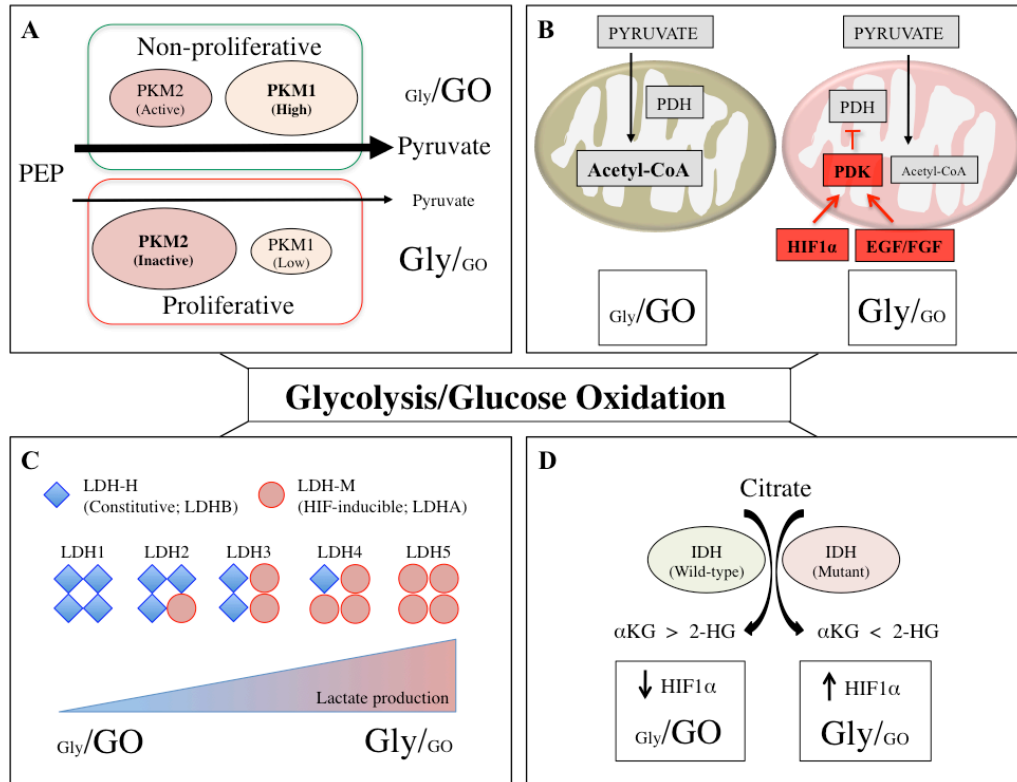 A
Non-proliferative
PKM2
(Active)
PKM1
(High)
Gly/GO
PEP
Pyruvate
Pyruvate
PKM2
(Inactive)
PKM1
(Low)
Gly/GO
Proliferative
B
PYRUVATE
PDH
Acetyl-CoA
Gly/GO
PYRUVATE
PDH
PDK
Acetyl-CoA
HIF1α
EGF/FGF
Gly/GO
Glycolysis/Glucose Oxidation
C
LDH-H
(Constitutive; LDHB)
LDH-M
(HIF-inducible; LDHA)
LDH1 LDH2 LDH3 LDH4 LDH5
Lactate production
Gly/GO
Gly/GO
D
Citrate
IDH
(Wild-type)
IDH
(Mutant)
αKG > 2-HG
αKG < 2-HG
↓ HIF1α
Gly/GO
↑ HIF1α
Gly/GO